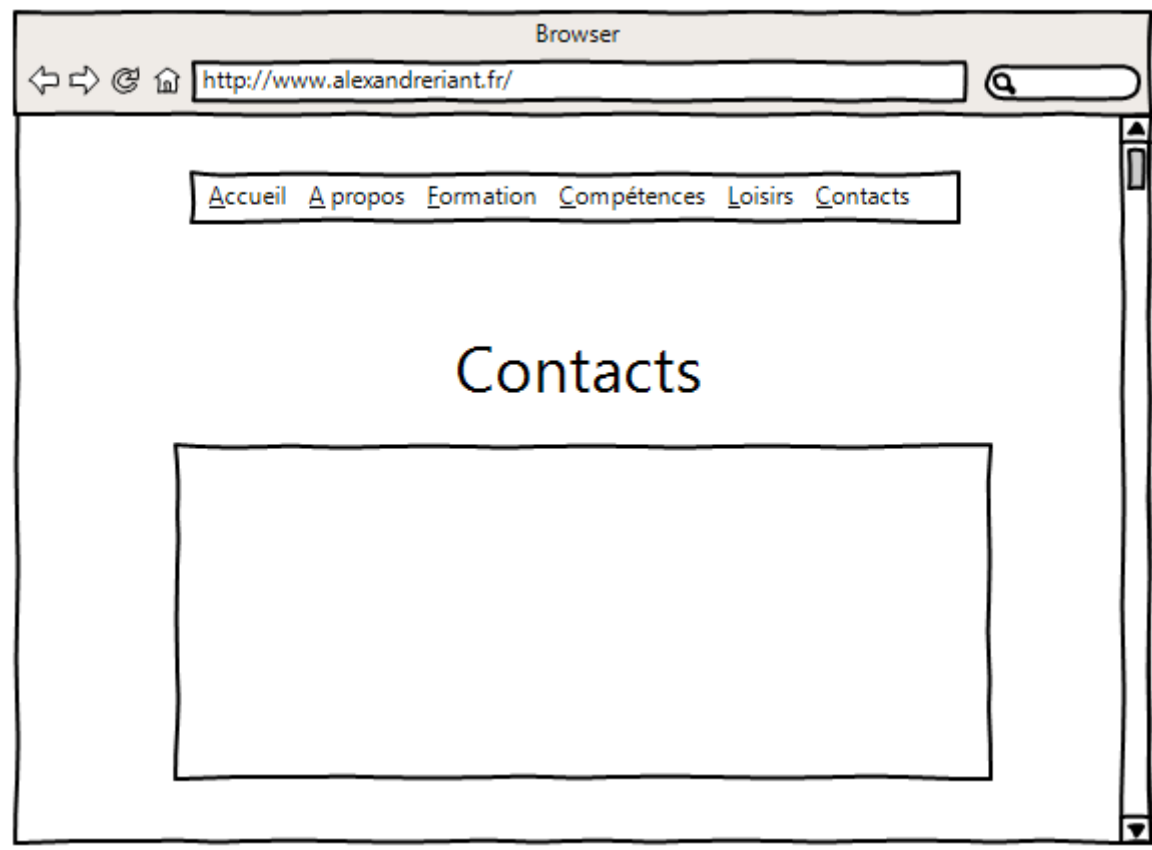 Browser
http://www.alexandreriant.fr/
Accueil A propos Formation Compétences Loisirs Contacts
Contacts